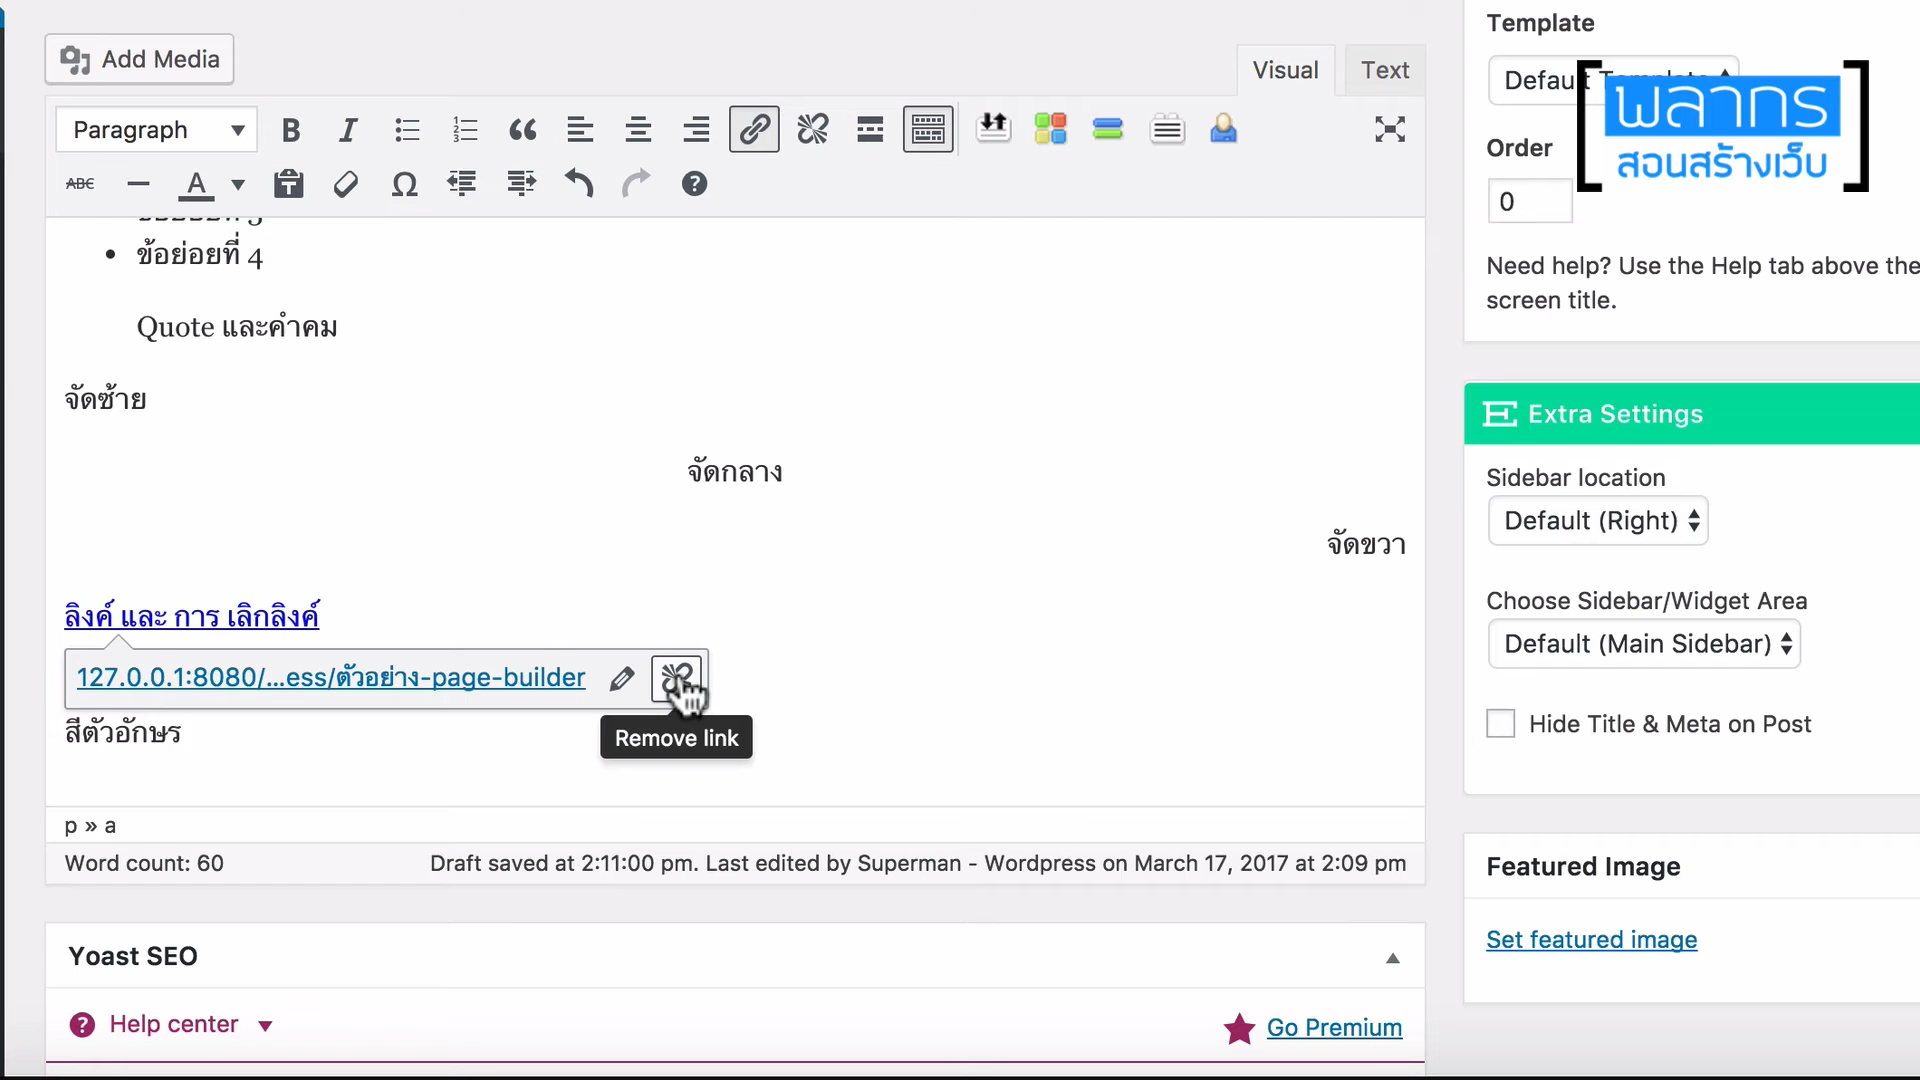 Add Media
Visual
Text
Paragraph
ABC
A
ข้อย่อยที่ 4
Quote และคำคม
จัดซ้าย
จัดกลาง
จัดขวา
ลิงค์ และ การ เลิกลิงค์
127.0.0.1:8080/...ess/ตัวอย่าง-page-builder
Remove link
สีตัวอักษร
p » a
Word count: 60
Draft saved at 2:11:00 pm. Last edited by Superman - Wordpress on March 17, 2017 at 2:09 pm
Yoast SEO
Help center
Go Premium
Template
Default
พลากร
สอนสร้างเว็บ
Order
0
Need help? Use the Help tab above the
screen title.
Extra Settings
Sidebar location
Default (Right)
Choose Sidebar/Widget Area
Default (Main Sidebar)
Hide Title & Meta on Post
Featured Image
Set featured image